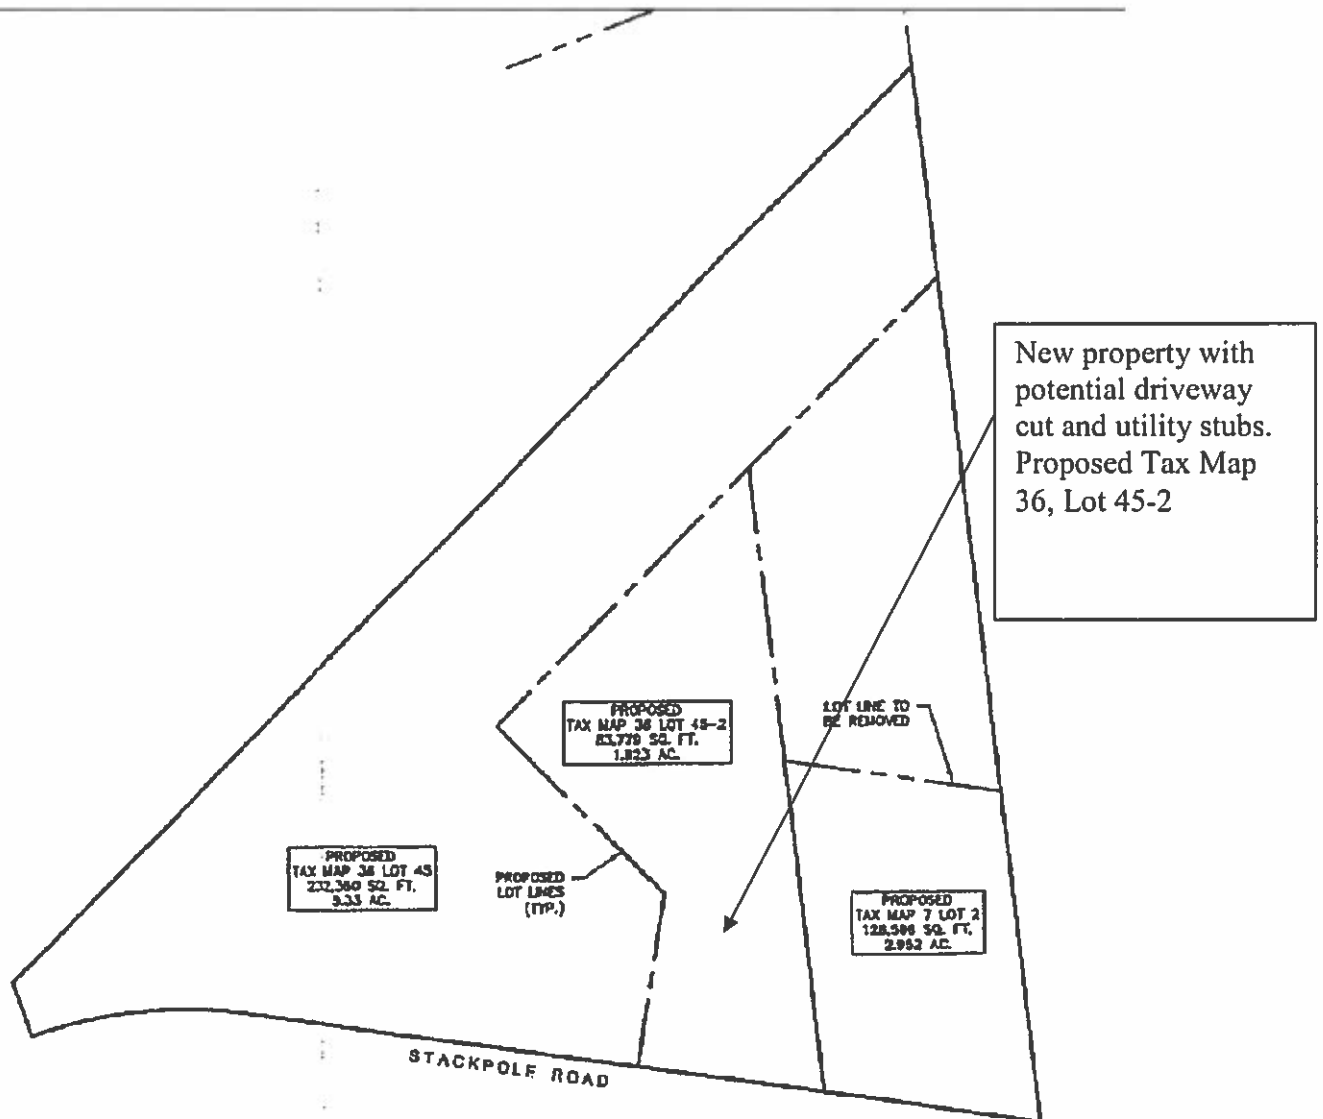 New property with
potential driveway
cut and utility stubs.
Proposed Tax Map
36, Lot 45-2
PROPOSED
TAX MAP 36 LOT 45-2
83,779 SQ. FT.
1.923 AC.
LOT LINE TO
BE REMOVED
PROPOSED
TAX MAP 36 LOT 45
232,360 SQ. FT.
5.33 AC.
PROPOSED
LOT LINES
(TYP.)
PROPOSED
TAX MAP 7 LOT 2
128,596 SQ. FT.
2.952 AC.
STACKPOLE ROAD